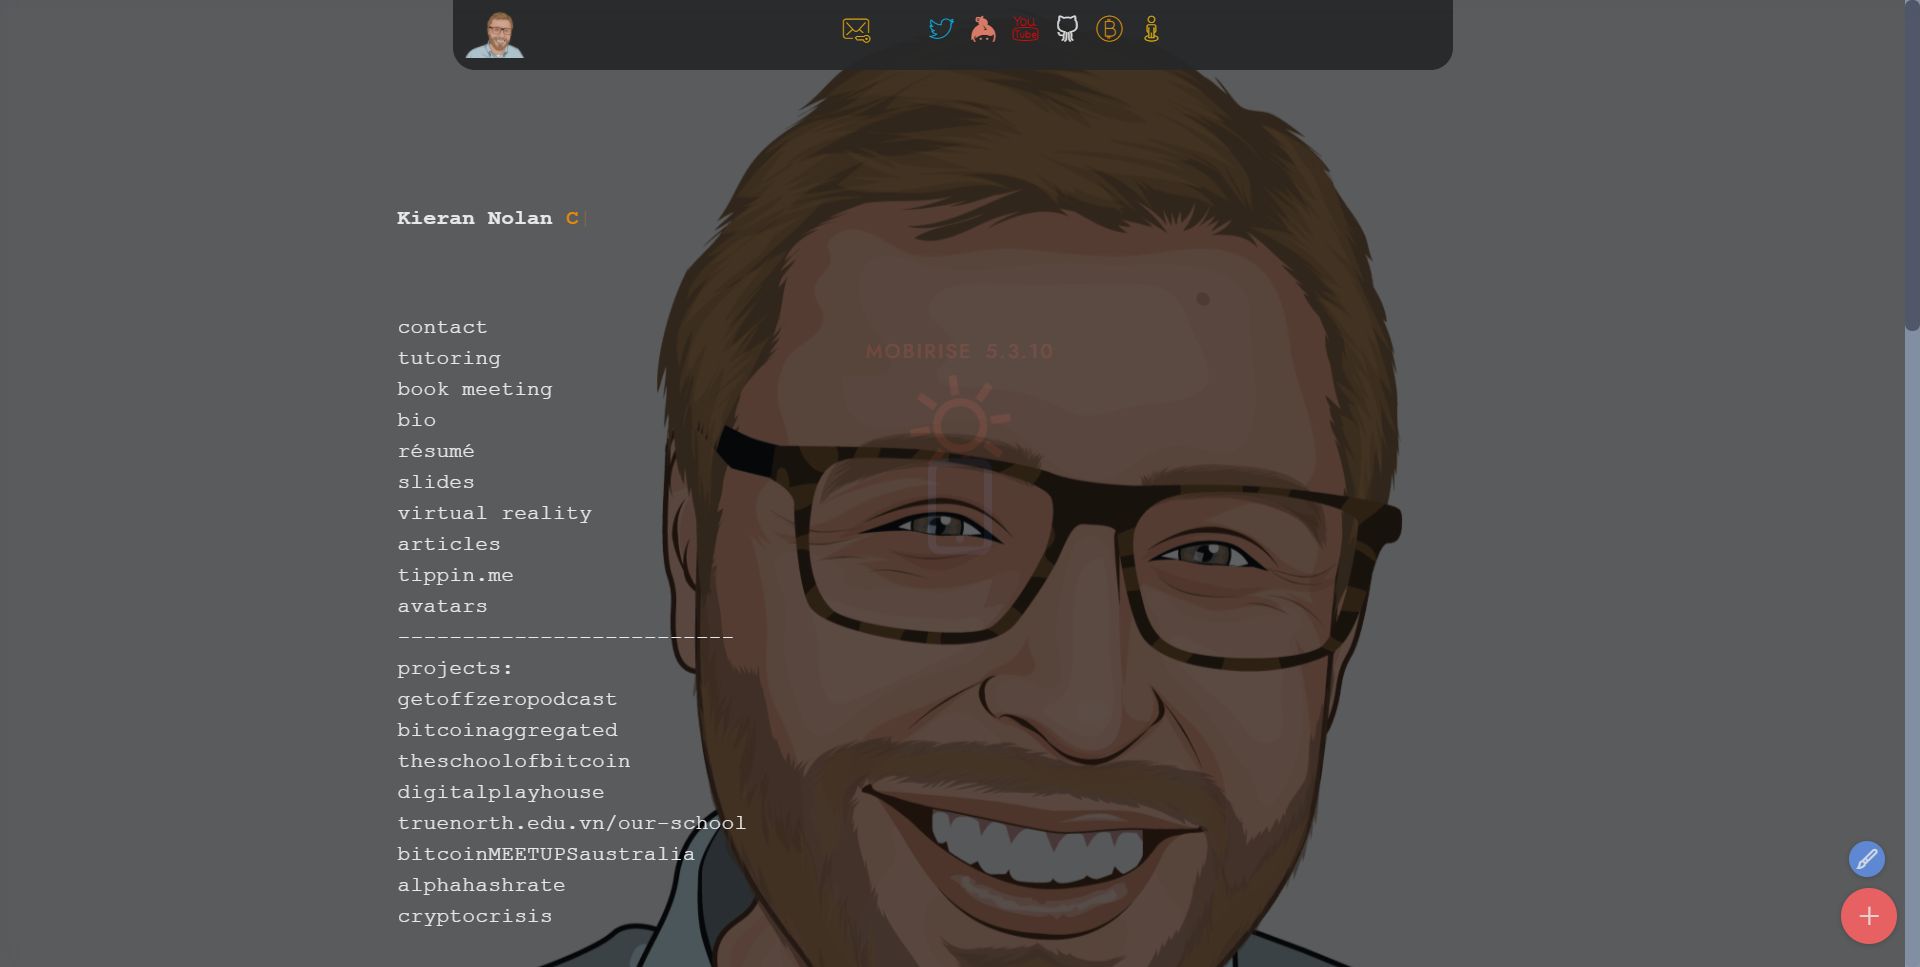 You
Tube
Kieran Nolan C
MOBIRISE 5.3.10
contact
tutoring
book meeting
bio
résumé
slides
virtual reality
articles
tippin.me
avatars
--------------------------
projects:
getoffzeropodcast
bitcoinaggregated
theschoolofbitcoin
digitalplayhouse
truenorth.edu.vn/our-school
bitcoinMEETUPSaustralia
alphahashrate
cryptocrisis